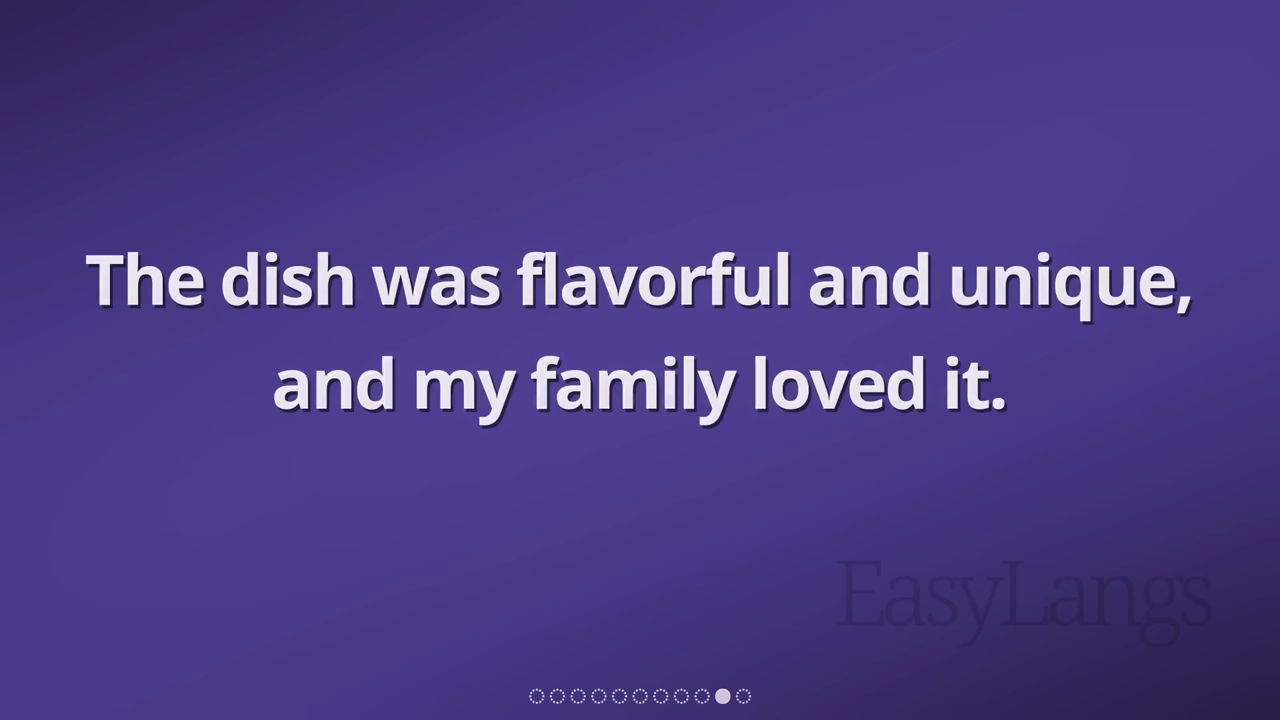 The dish was flavorful and unique,
and my family loved it.
EasyLangs